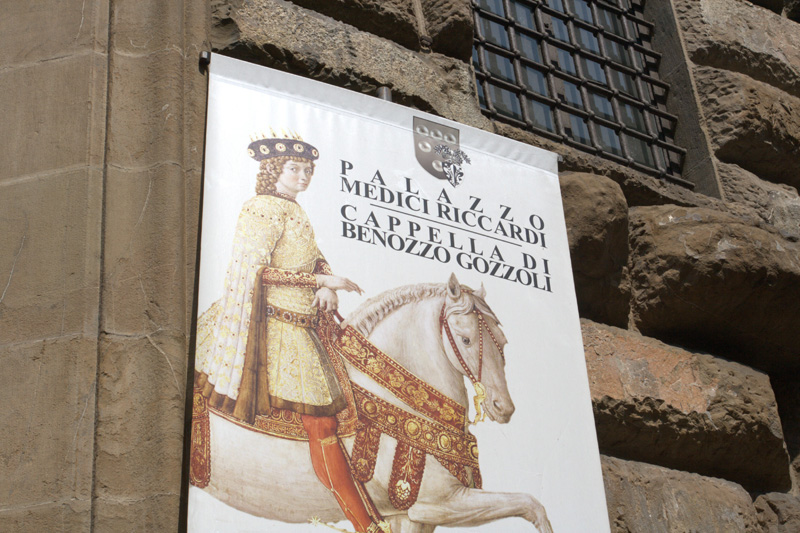 PALAZZO
MEDICI RICCARDI
CAPPELLA DI
BENOZZO GOZZOLI